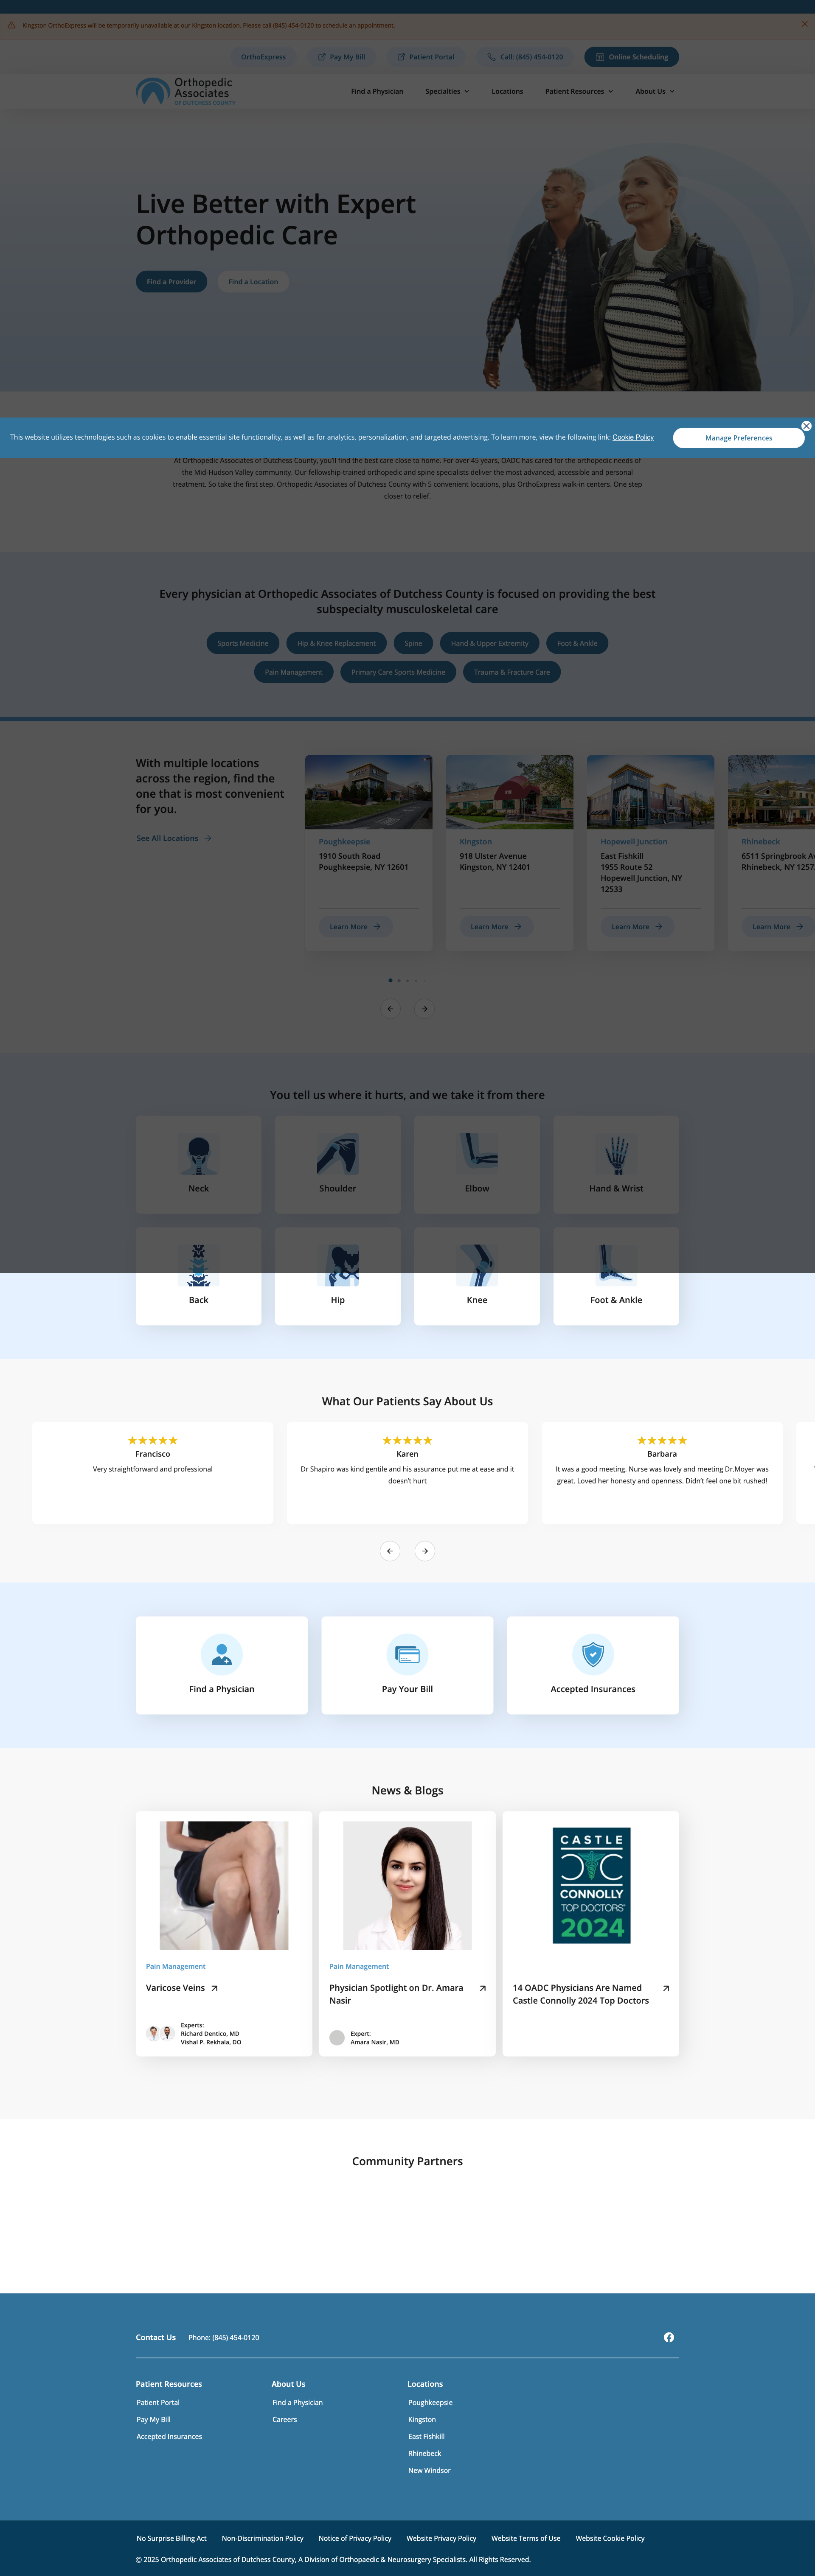 Kingston OrthoExpress will be temporarily unavailable at our Kingston location. Please call (845) 454-0120 to schedule an appointment.
OrthoExpress
Pay My Bill
Patient Portal
Call: (845) 454-0120
Online Scheduling
Orthopedic
Associates
OF DUTCHESS COUNTY
Find a Physician
Specialties
Locations
Patient Resources
About Us
Live Better with Expert
Orthopedic Care
Find a Provider
Find a Location
This website utilizes technologies such as cookies to enable essential site functionality, as well as for analytics, personalization, and targeted advertising. To learn more, view the following link: Cookie Policy
Manage Preferences
At Orthopedic Associates of Dutchess County, you'll find the best care close to home. For over 45 years, OADC has cared for the orthopedic needs of
the Mid-Hudson Valley community. Our fellowship-trained orthopedic and spine specialists deliver the most advanced, accessible and personal
treatment. So take the first step. Orthopedic Associates of Dutchess County with 5 convenient locations, plus OrthoExpress walk-in centers. One step
closer to relief.
Every physician at Orthopedic Associates of Dutchess County is focused on providing the best
subspecialty musculoskeletal care
Sports Medicine
Hip & Knee Replacement
Spine
Hand & Upper Extremity
Foot & Ankle
Pain Management
Primary Care Sports Medicine
Trauma & Fracture Care
With multiple locations
across the region, find the
one that is most convenient
for you.
See All Locations
Poughkeepsie
1910 South Road
Poughkeepsie, NY 12601
Learn More
Kingston
918 Ulster Avenue
Kingston, NY 12401
Learn More
Hopewell Junction
East Fishkill
1955 Route 52
Hopewell Junction, NY
12533
Learn More
Rhinebeck
6511 Springbrook
Rhinebeck, NY
Learn More
You tell us where it hurts, and we take it from there
Neck
Shoulder
Elbow
Hand & Wrist
Back
Hip
Knee
Foot & Ankle
What Our Patients Say About Us
Francisco
Very straightforward and professional
Karen
Dr Shapiro was kind gentile and his assurance put me at ease and it
doesn't hurt
Barbara
It was a good meeting. Nurse was lovely and meeting Dr.Moyer was
great. Loved her honesty and openness. Didn't feel one bit rushed!
Find a Physician
Pay Your Bill
Accepted Insurances
News & Blogs
Pain Management
Varicose Veins
Experts:
Richard Dentico, MD
Vishal P. Rekhala, DO
Pain Management
Physician Spotlight on Dr. Amara
Nasir
Expert:
Amara Nasir, MD
CASTLE
CONNOLLY
TOP DOCTORS
2024
14 OADC Physicians Are Named
Castle Connolly 2024 Top Doctors
Community Partners
Contact Us
Phone: (845) 454-0120
Patient Resources
Patient Portal
Pay My Bill
Accepted Insurances
About Us
Find a Physician
Careers
Locations
Poughkeepsie
Kingston
East Fishkill
Rhinebeck
New Windsor
No Surprise Billing Act
Non-Discrimination Policy
Notice of Privacy Policy
Website Privacy Policy
Website Terms of Use
Website Cookie Policy
© 2025 Orthopedic Associates of Dutchess County, A Division of Orthopaedic & Neurosurgery Specialists. All Rights Reserved.